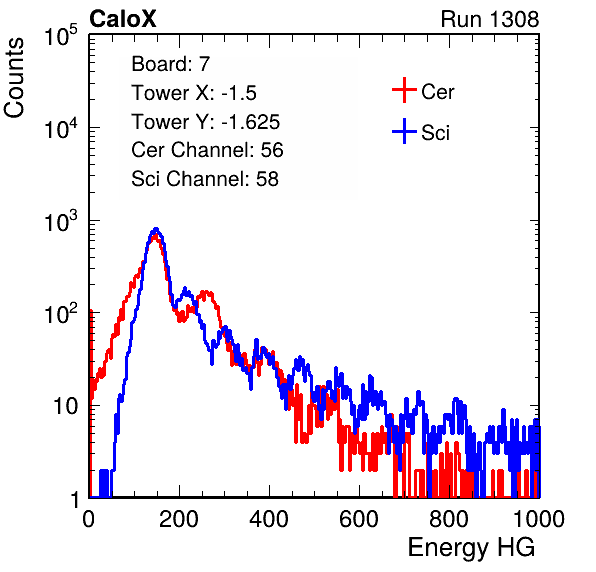 CaloX Run 1308
Counts
Board: 7
Tower X: -1.5
Tower Y: -1.625
Cer Channel: 56
Sci Channel: 58
Cer
Sci
10^5
10^4
10^3
10^2
10
1
0 200 400 600 800 1000
Energy HG